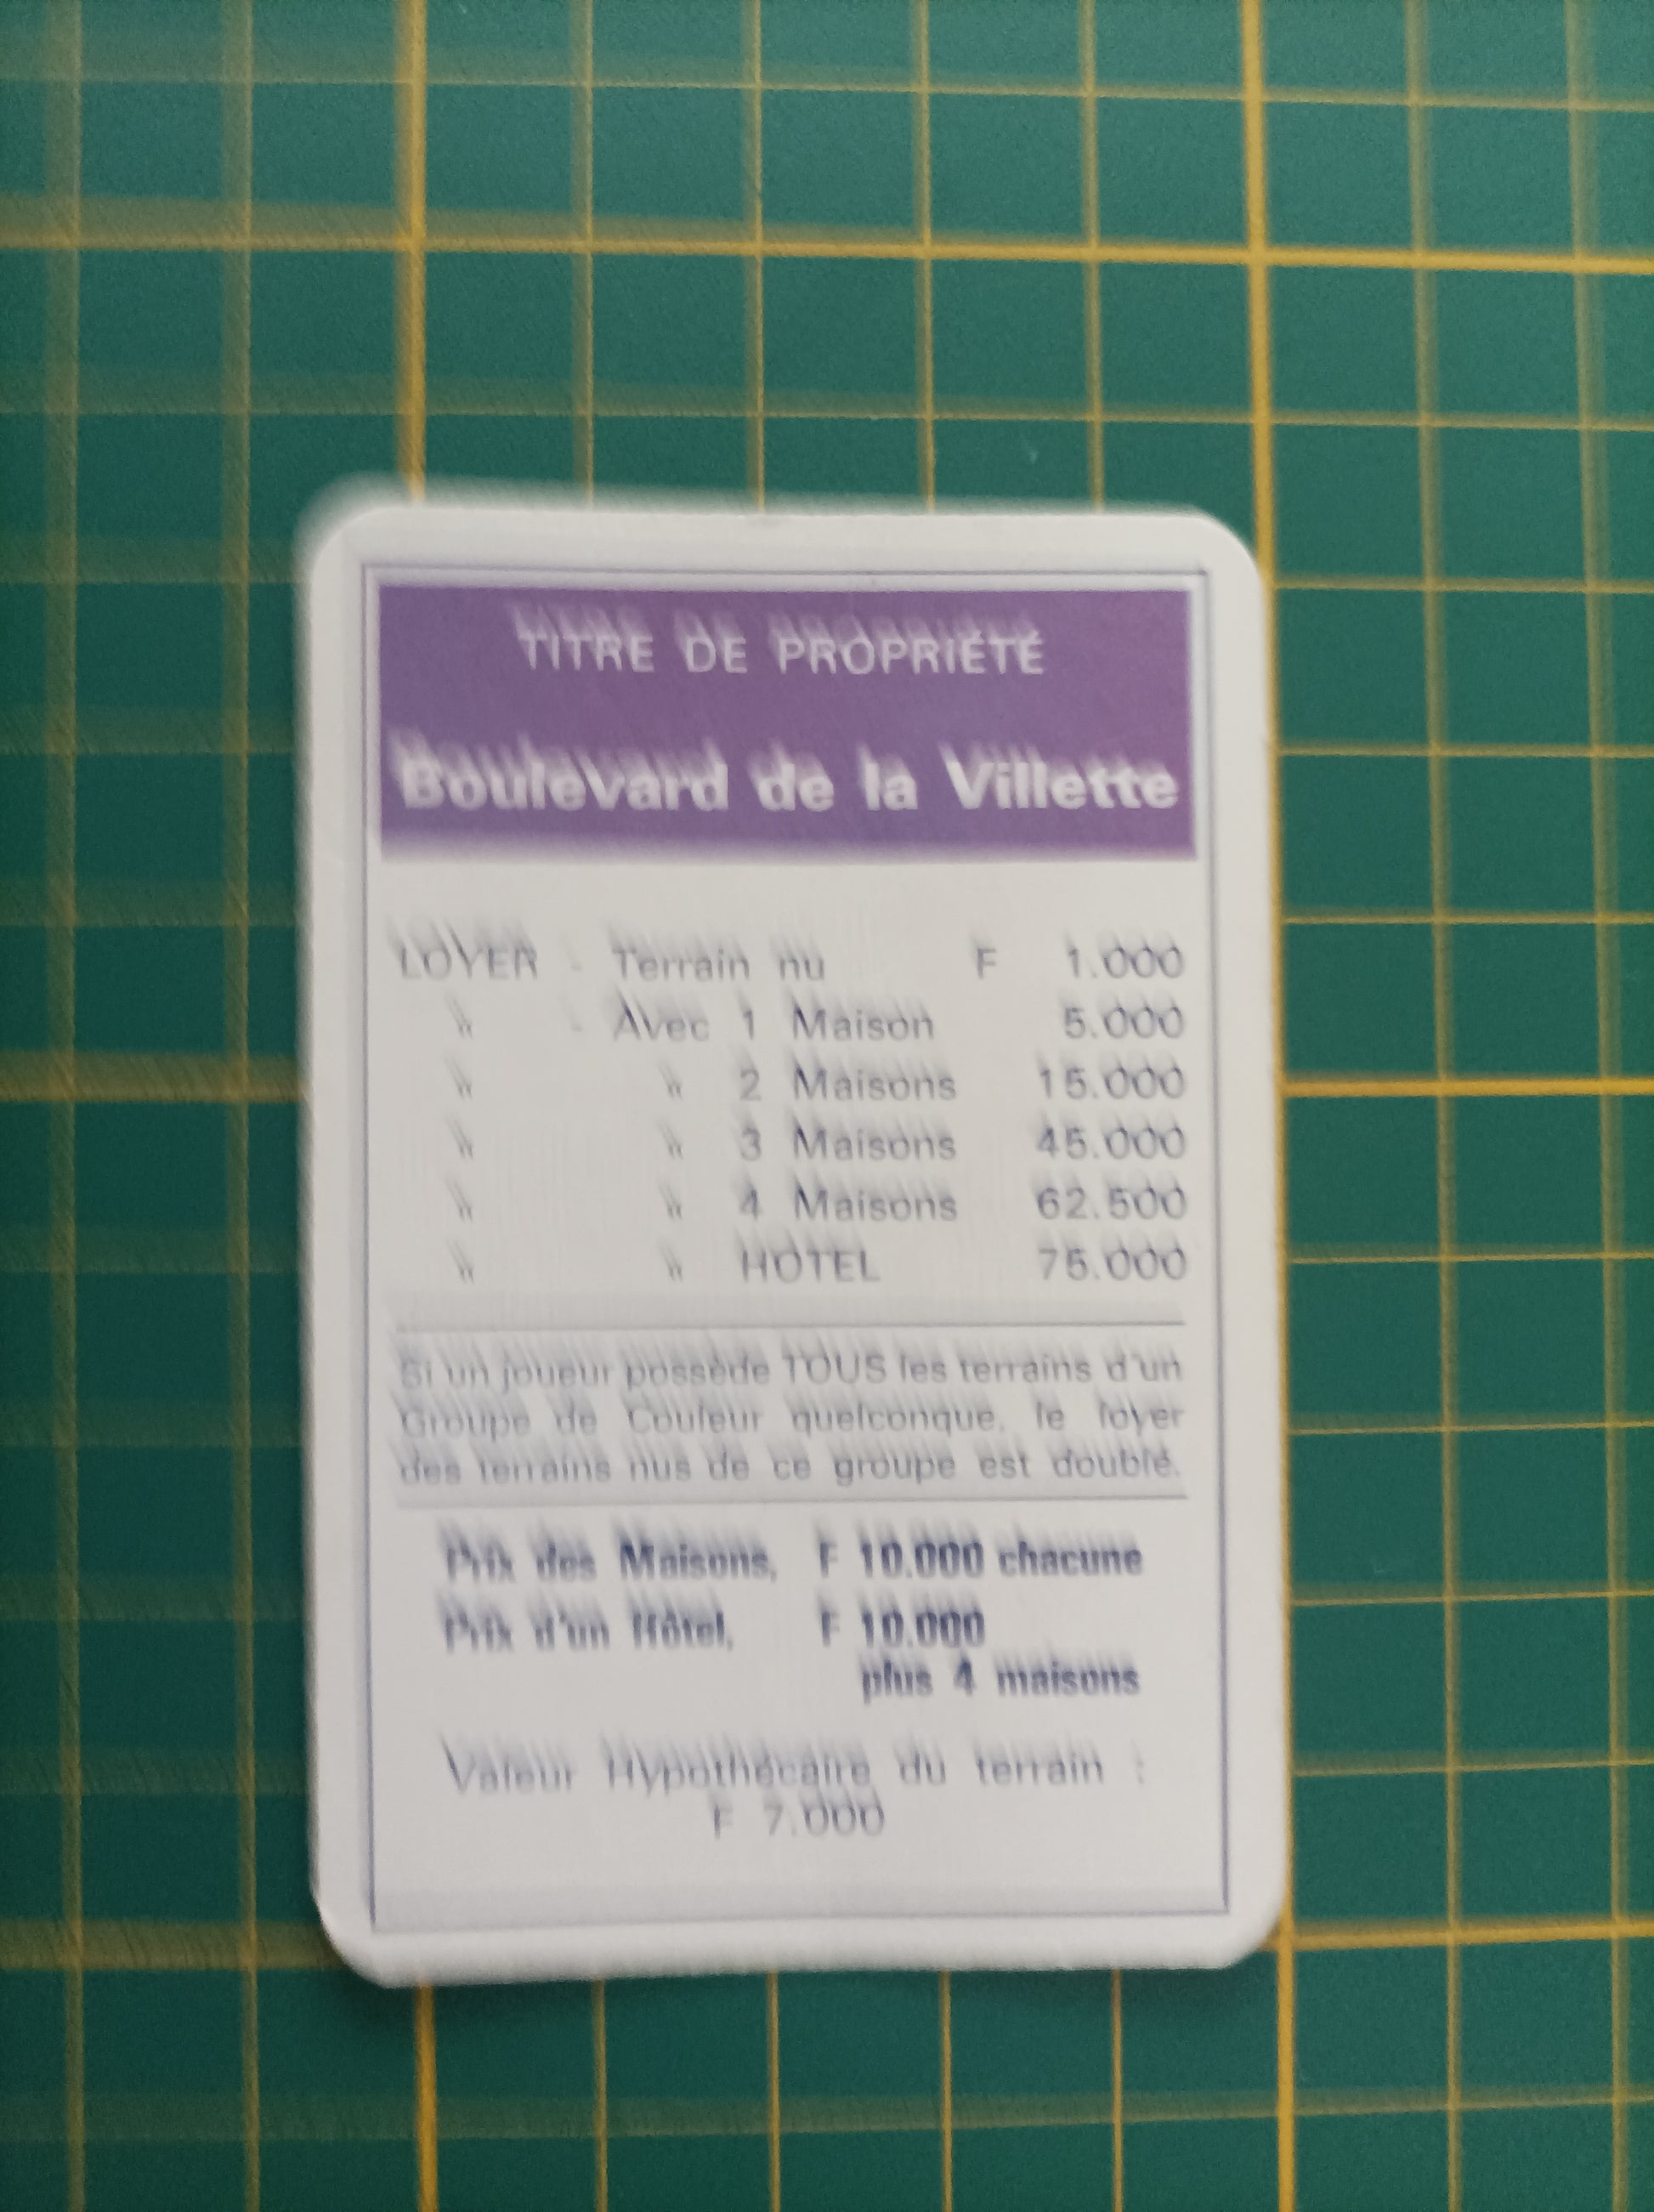 TITRE DE PROPRIÉTÉ
Boulevard de la Villette
LOYER - Terrain nu F 1.000
" - Avec 1 Maison 5.000
" " 2 Maisons 15.000
" " 3 Maisons 45.000
" " 4 Maisons 62.500
" " HOTEL 75.000
Si un joueur possède TOUS les terrains d'un
Groupe de Couleur quelconque, le loyer
des terrains nus de ce groupe est doublé.
Prix des Maisons, F 10.000 chacune
Prix d'un Hôtel, F 10.000
plus 4 maisons
Valeur Hypothécaire du terrain :
F 7.000